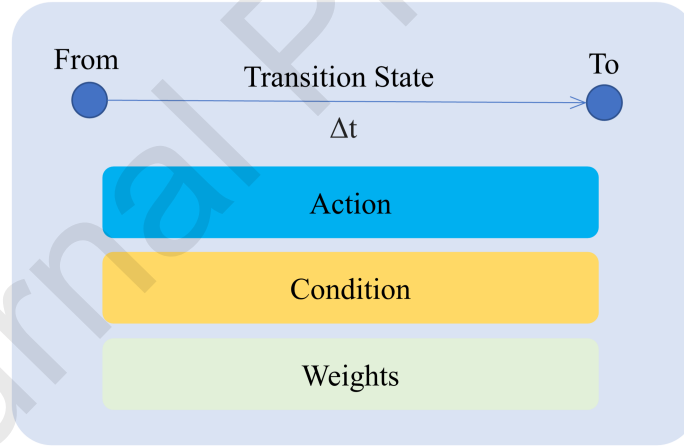 From
To
Transition State
Δt
Action
Condition
Weights